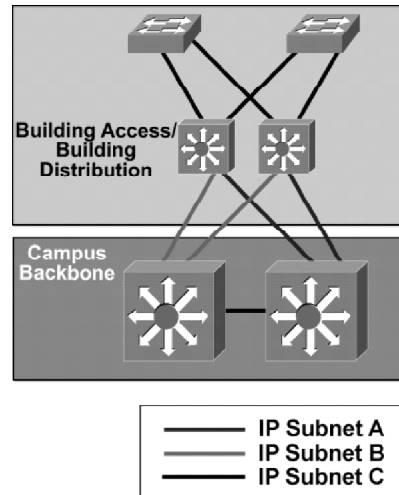 Building Access/
Building
Distribution
Campus
Backbone
IP Subnet A
IP Subnet B
IP Subnet C